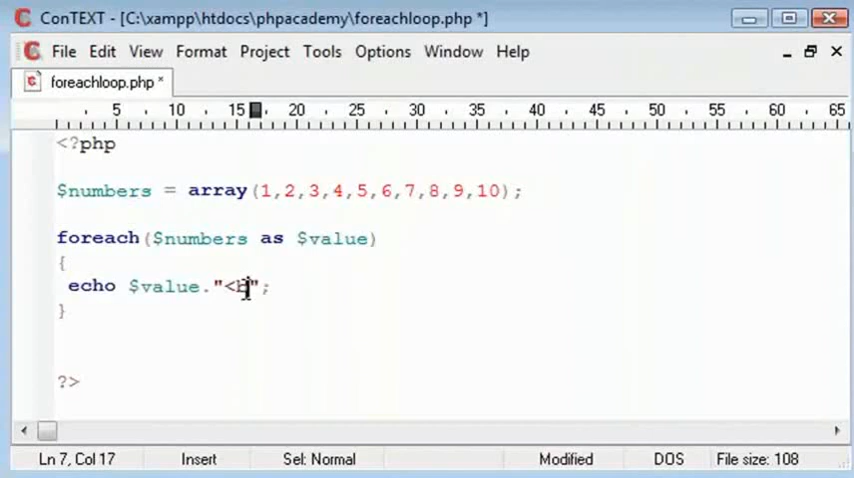 ConTEXT - [C:\xampp\htdocs\phpacademy\foreachloop.php *]
File Edit View Format Project Tools Options Window Help
foreachloop.php *
5 10 15 20 25 30 35 40 45 50 55 60 65
<?php
$numbers = array(1,2,3,4,5,6,7,8,9,10);
foreach($numbers as $value)
{
echo $value."<b";
}
?>
Ln 7, Col 17 Insert Sel: Normal Modified DOS File size: 108